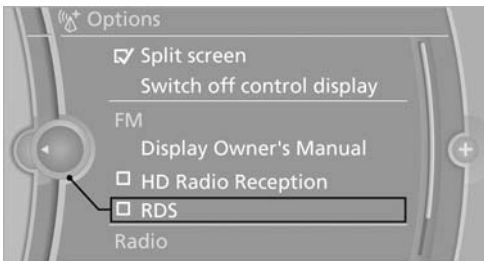 Options
Split screen
Switch off control display
FM
Display Owner's Manual
HD Radio Reception
RDS
Radio